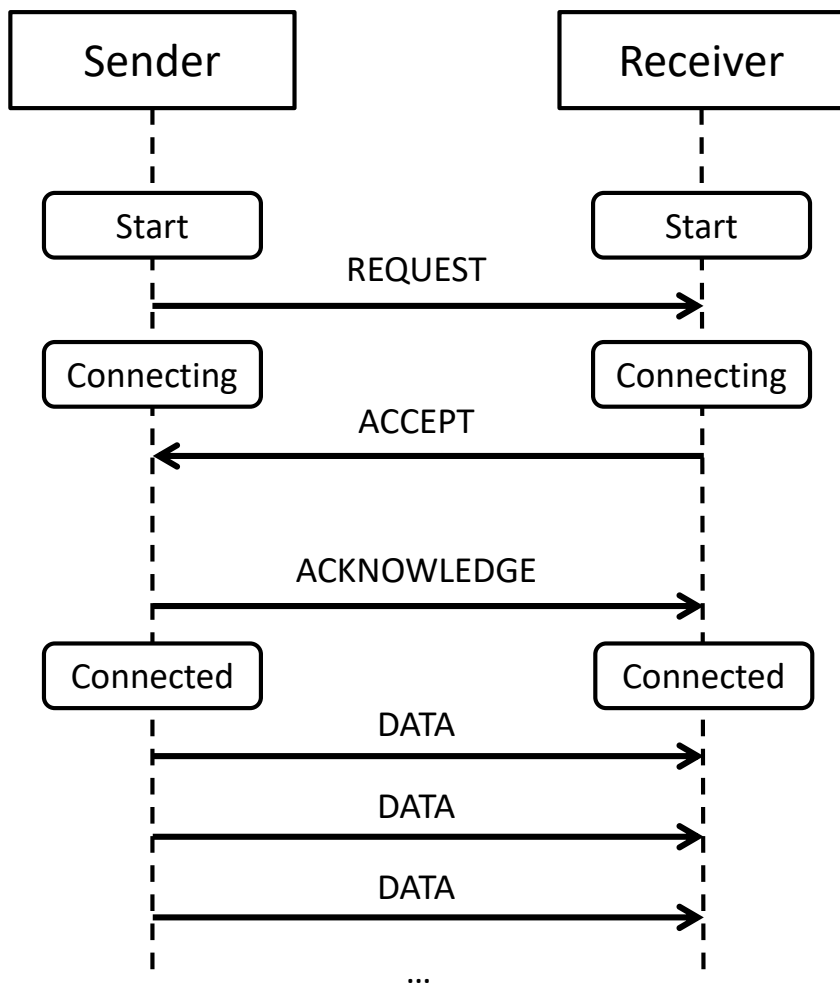 Sender Receiver
Start Start
REQUEST
Connecting Connecting
ACCEPT
ACKNOWLEDGE
Connected Connected
DATA
DATA
DATA
...